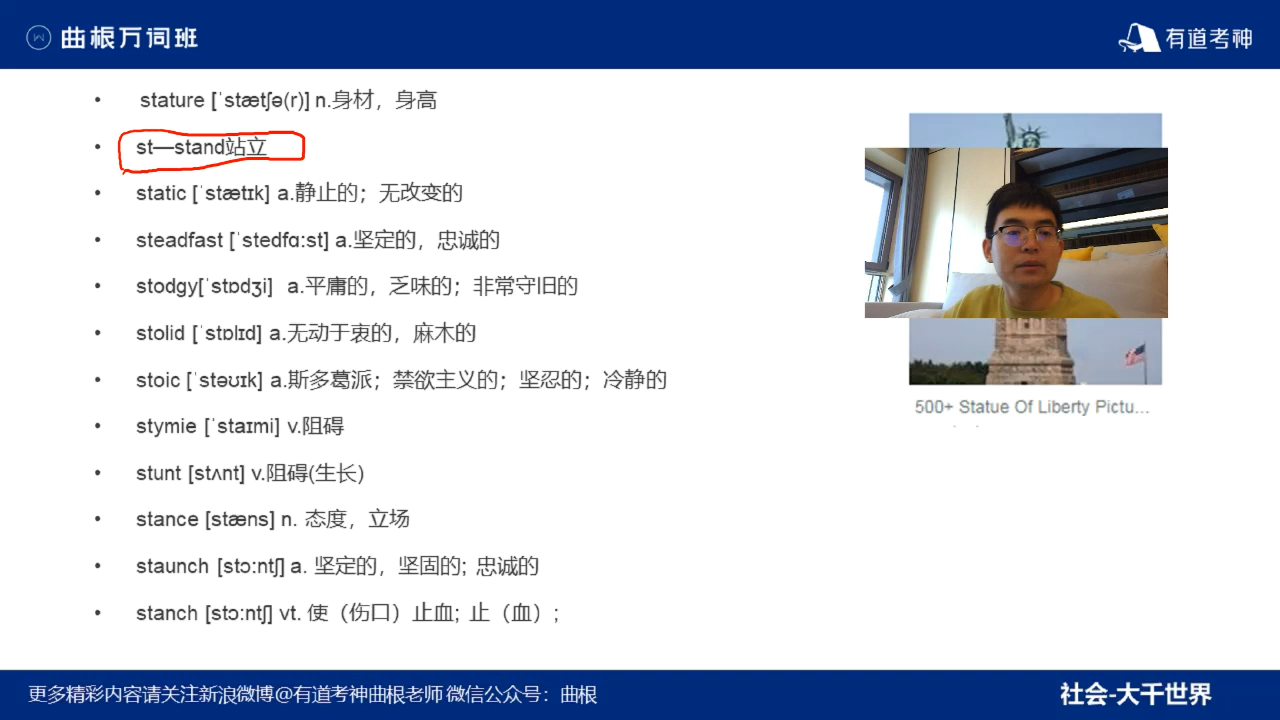 曲根万词班
有道考神
stature [ˈstætʃə(r)] n.身材，身高
st—stand站立
static [ˈstætɪk] a.静止的；无改变的
steadfast [ˈstedfɑːst] a.坚定的，忠诚的
stodgy[ˈstɒdʒi] a.平庸的，乏味的；非常守旧的
stolid [ˈstɒlɪd] a.无动于衷的，麻木的
stoic [ˈstəʊɪk] a.斯多葛派；禁欲主义的；坚忍的；冷静的
stymie [ˈstaɪmi] v.阻碍
stunt [stʌnt] v.阻碍(生长)
stance [stæns] n. 态度，立场
staunch [stɔːntʃ] a. 坚定的，坚固的; 忠诚的
stanch [stɔːntʃ] vt. 使（伤口）止血; 止（血）;
500+ Statue Of Liberty Pictu...
更多精彩内容请关注新浪微博@有道考神曲根老师 微信公众号：曲根
社会-大千世界